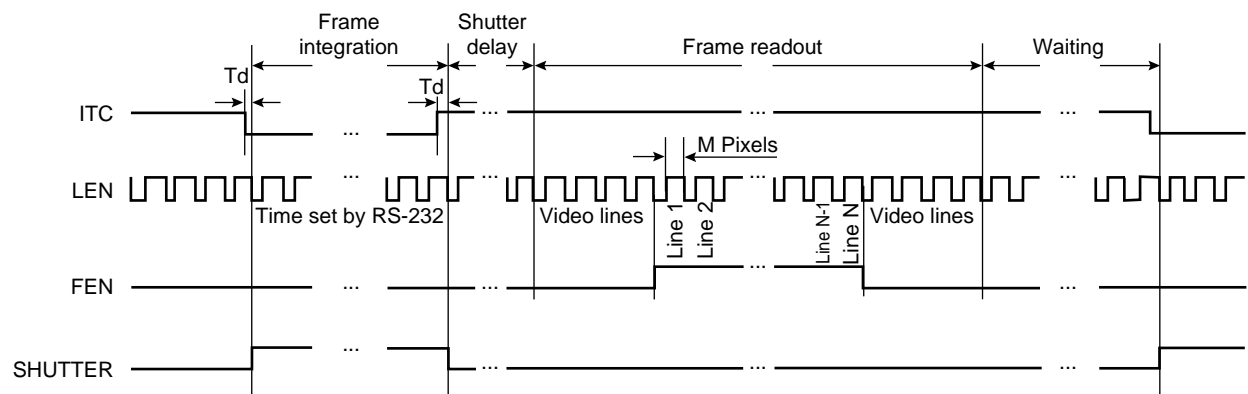 Frame
integration
Shutter
delay
Frame readout
Waiting
Td
Td
ITC
...
...
...
...
M Pixels
LEN
...
...
...
...
Time set by RS-232
Video lines
Line 1
Line 2
Line N-1
Line N
Video lines
FEN
...
...
...
...
SHUTTER
...
...
...
...